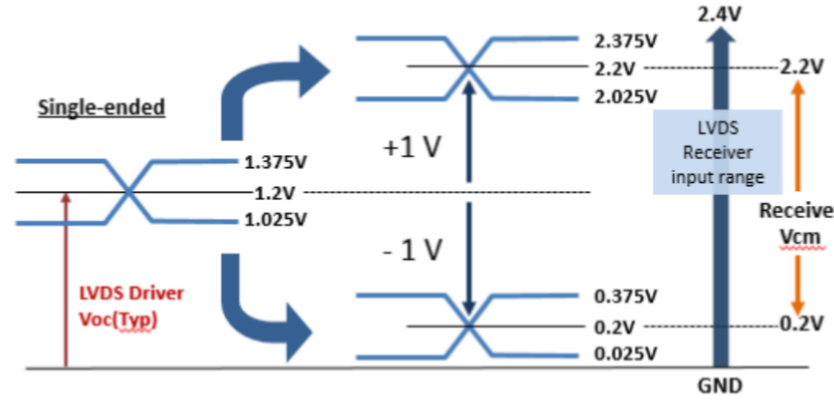 Single-ended
1.375V
1.2V
1.025V
LVDS Driver
Voc(Typ)
2.375V
2.2V
2.025V
+1 V
- 1 V
0.375V
0.2V
0.025V
2.4V
LVDS
Receiver
input range
GND
2.2V
Receive
Vcm
0.2V